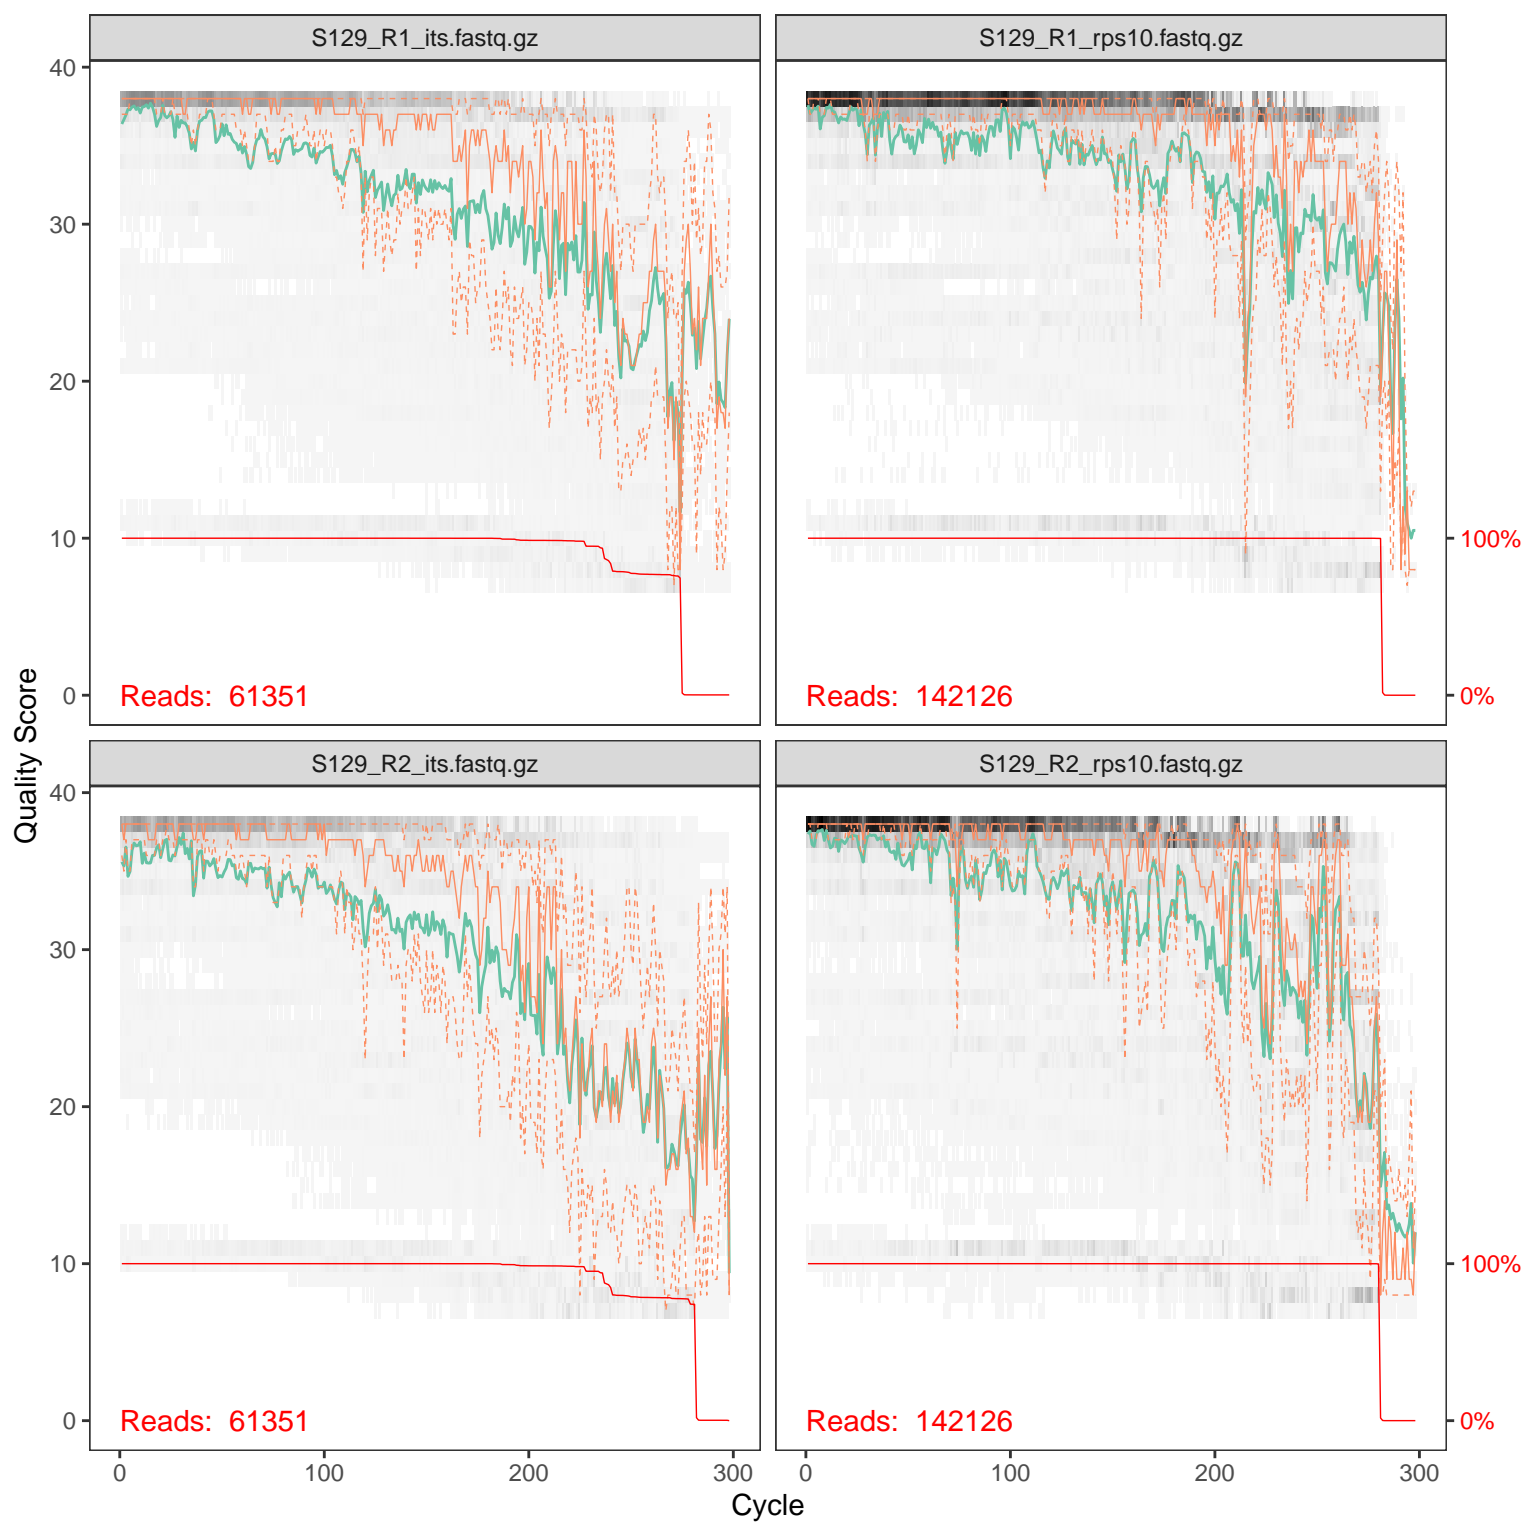 S129_R1_its.fastq.gz
S129_R1_rps10.fastq.gz
40
30
20
10
0
Reads: 61351
Reads: 142126
100%
0%
Quality Score
S129_R2_its.fastq.gz
S129_R2_rps10.fastq.gz
40
30
20
10
0
Reads: 61351
Reads: 142126
100%
0%
0 100 200 300
0 100 200 300
Cycle